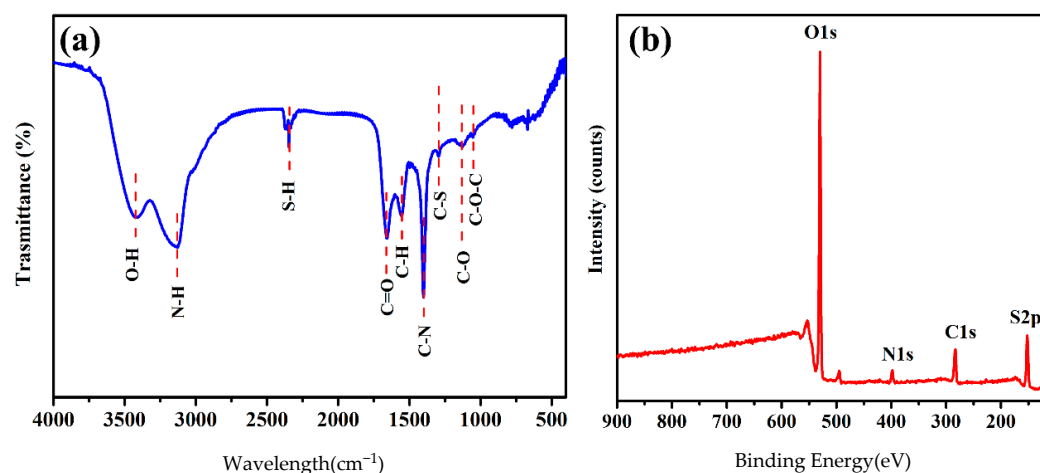 (a)
Trasmittance (%)
O-H
N-H
S-H
C=O
C-H
C-N
C-S
C-O
C-O-C
4000 3500 3000 2500 2000 1500 1000 500
Wavelength(cm⁻¹)
(b)
Intensity (counts)
O1s
N1s
C1s
S2p
900 800 700 600 500 400 300 200
Binding Energy(eV)